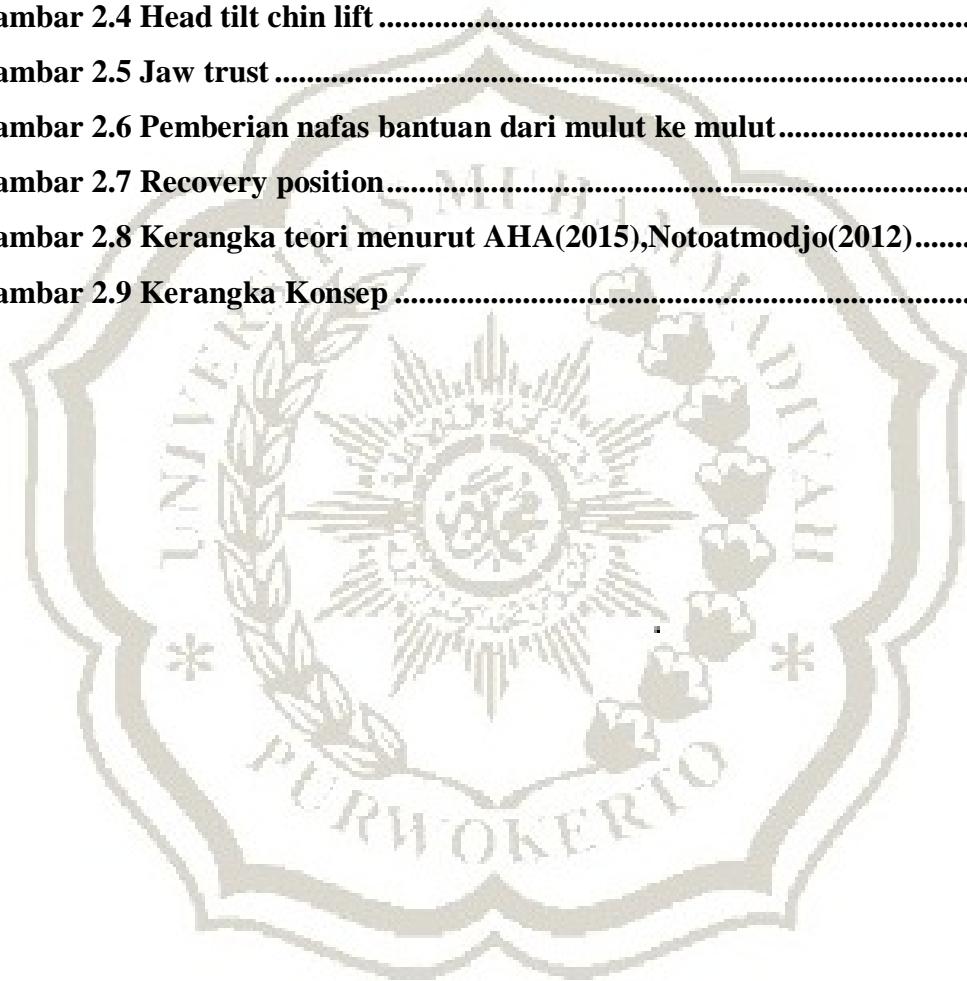 ambar 2.4 Head tilt chin lift ................................................................
ambar 2.5 Jaw trust ................................................................
ambar 2.6 Pemberian nafas bantuan dari mulut ke mulut ........................
ambar 2.7 Recovery position ................................................................
ambar 2.8 Kerangka teori menurut AHA(2015),Notoatmodjo(2012) .......
ambar 2.9 Kerangka Konsep ................................................................
UNIVERSITAS MUHAMMADIYAH
* PURWOKERTO *